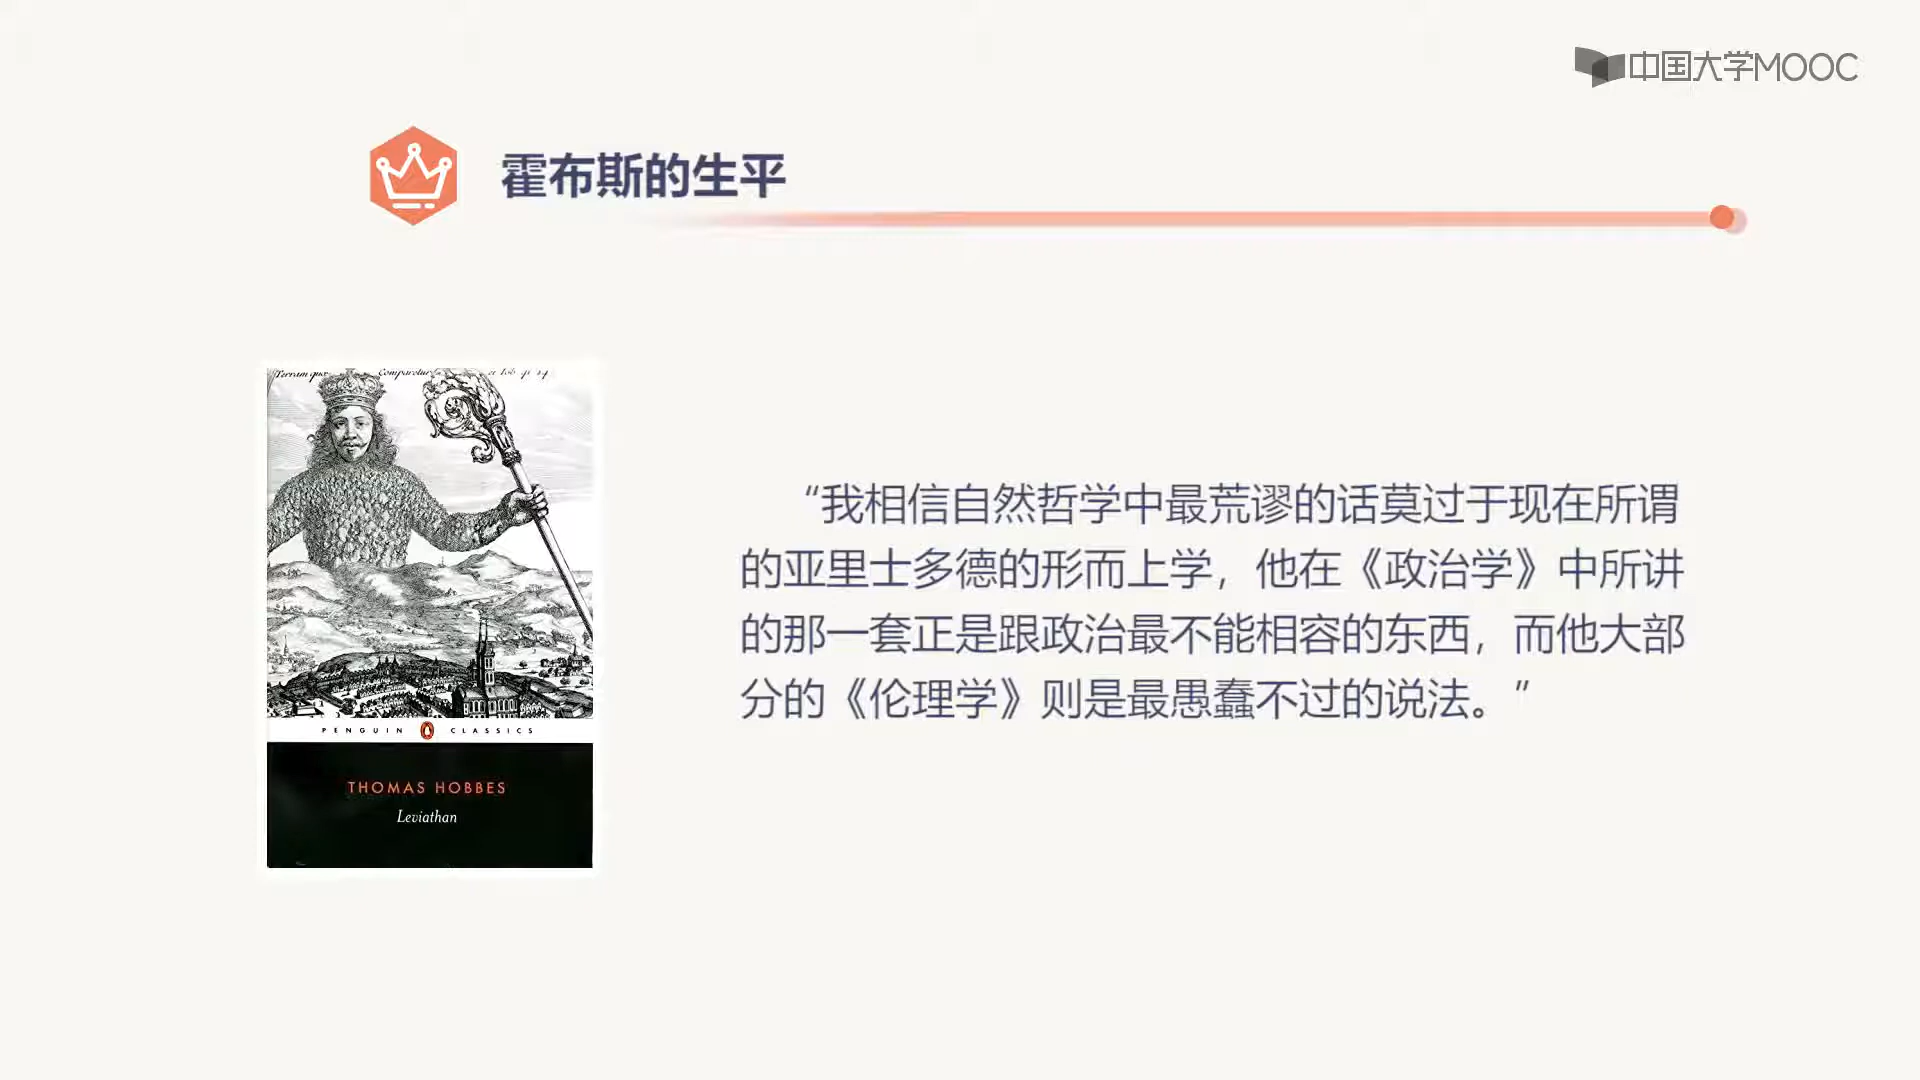 中国大学MOOC
霍布斯的生平
“我相信自然哲学中最荒谬的话莫过于现在所谓
的亚里士多德的形而上学，他在《政治学》中所讲
的那一套正是跟政治最不能相容的东西，而他大部
分的《伦理学》则是最愚蠢不过的说法。”
PENGUIN CLASSICS
THOMAS HOBBES
Leviathan